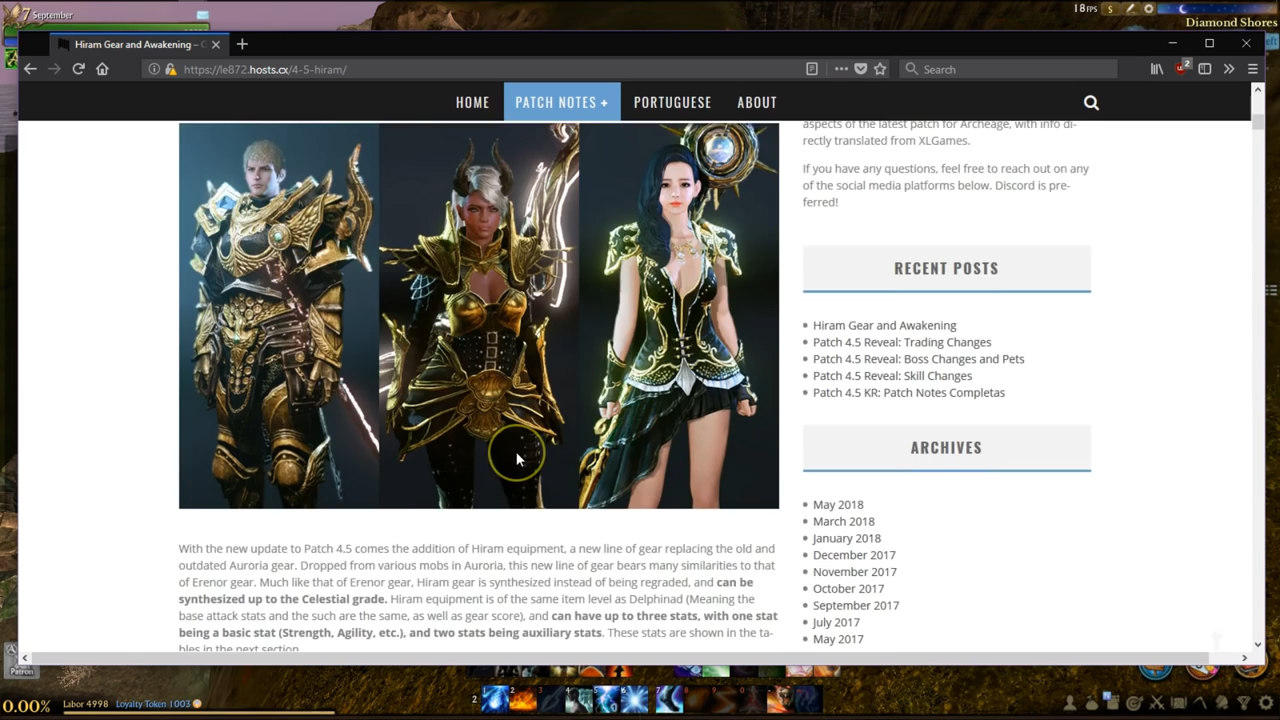 7 September
18 FPS
Diamond Shores
Hiram Gear and Awakening – C
https://le872.hosts.cx/4-5-hiram/
Search
2
HOME
PATCH NOTES +
PORTUGUESE
ABOUT
aspects of the latest patch for Archeage, with info di-
rectly translated from XLGames.
If you have any questions, feel free to reach out on any
of the social media platforms below. Discord is pre-
ferred!
RECENT POSTS
Hiram Gear and Awakening
Patch 4.5 Reveal: Trading Changes
Patch 4.5 Reveal: Boss Changes and Pets
Patch 4.5 Reveal: Skill Changes
Patch 4.5 KR: Patch Notes Completas
ARCHIVES
May 2018
March 2018
January 2018
December 2017
November 2017
October 2017
September 2017
July 2017
May 2017
With the new update to Patch 4.5 comes the addition of Hiram equipment, a new line of gear replacing the old and
outdated Auroria gear. Dropped from various mobs in Auroria, this new line of gear bears many similarities to that
of Erenor gear. Much like that of Erenor gear, Hiram gear is synthesized instead of being regraded, and can be
synthesized up to the Celestial grade. Hiram equipment is of the same item level as Delphinad (Meaning the
base attack stats and the such are the same, as well as gear score), and can have up to three stats, with one stat
being a basic stat (Strength, Agility, etc.), and two stats being auxiliary stats. These stats are shown in the ta-
bles in the next section.
Patron
0.00%
Labor 4998
Loyalty Token 1003
2